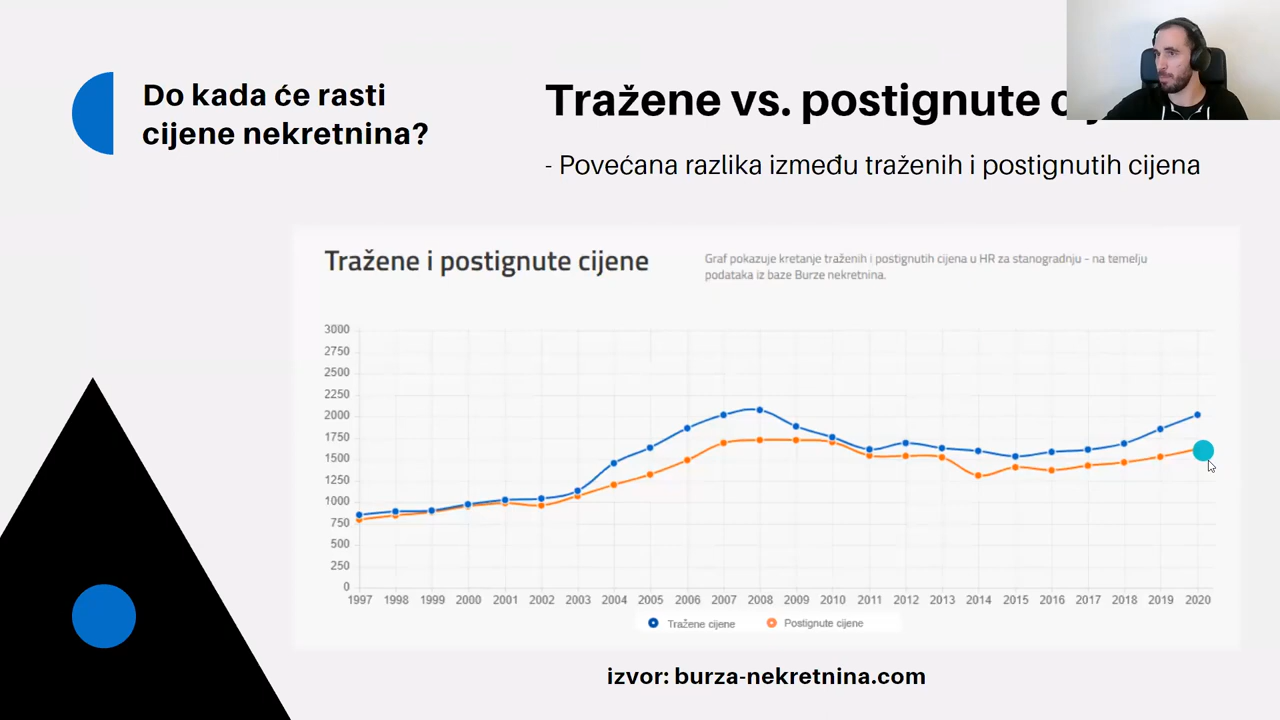 Do kada će rasti
cijene nekretnina?
Tražene vs. postignute
- Povećana razlika između traženih i postignutih cijena
Tražene i postignute cijene
Graf pokazuje kretanje traženih i postignutih cijena u HR za stanogradnju - na temelju
podataka iz baze Burze nekretnina.
3000
2750
2500
2250
2000
1750
1500
1250
1000
750
500
250
0
1997 1998 1999 2000 2001 2002 2003 2004 2005 2006 2007 2008 2009 2010 2011 2012 2013 2014 2015 2016 2017 2018 2019 2020
Tražene cijene Postignute cijene
izvor: burza-nekretnina.com